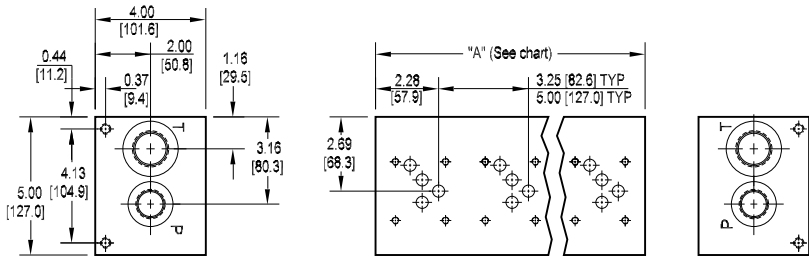 4.00
[101.6]
2.00
[50.8]
0.44
[11.2]
0.37
[9.4]
1.16
[29.5]
3.16
[80.3]
4.13
[104.9]
5.00
[127.0]
T
P
"A" (See chart)
2.28
[57.9]
3.25 [82.6] TYP
5.00 [127.0] TYP
2.69
[68.3]
T
P